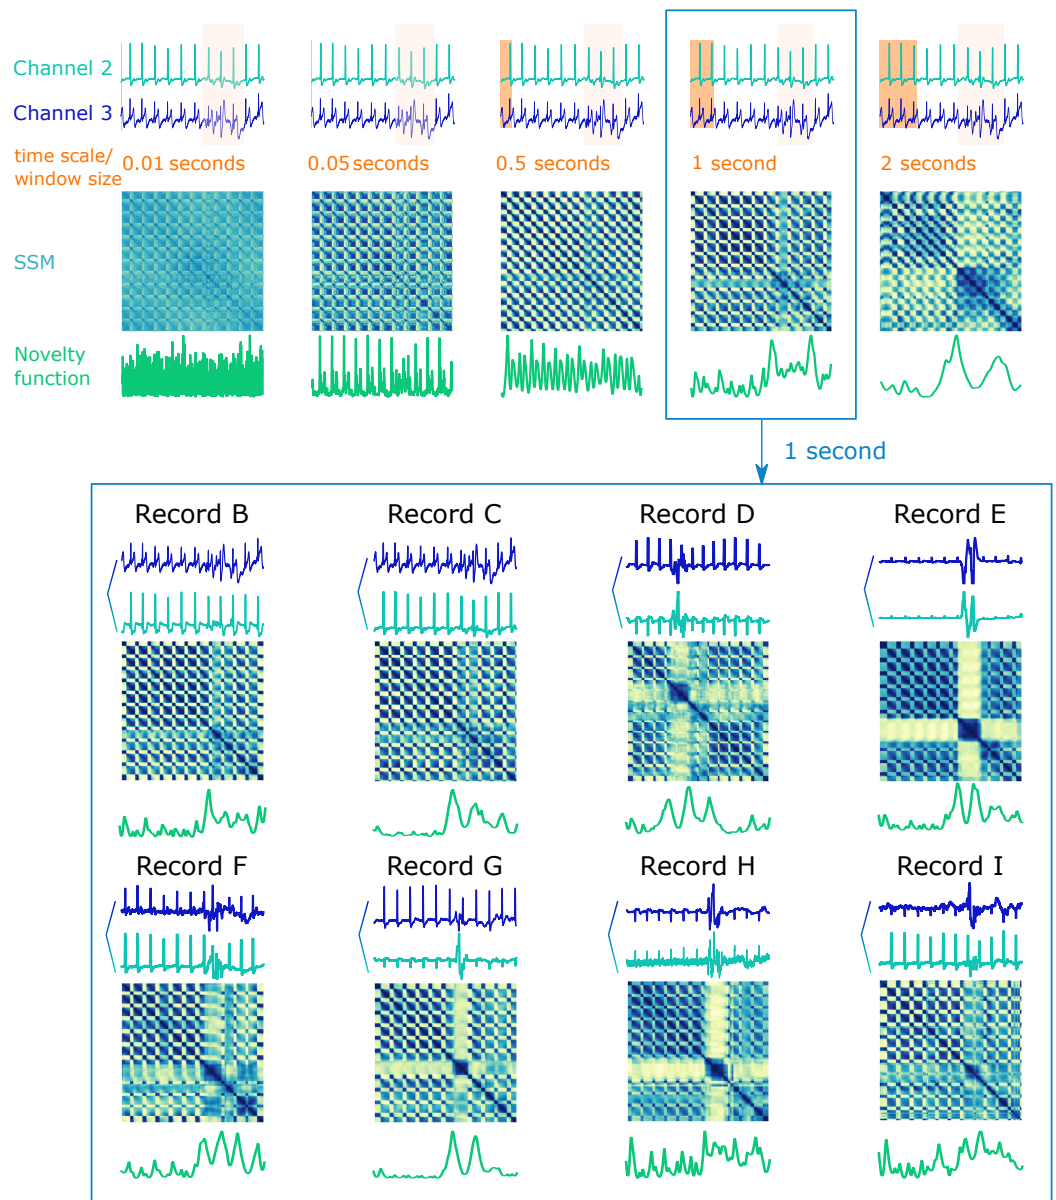 Channel 2
Channel 3
time scale/
window size
0.01 seconds
0.05 seconds
0.5 seconds
1 second
2 seconds
SSM
Novelty
function
1 second
Record B
Record C
Record D
Record E
Record F
Record G
Record H
Record I